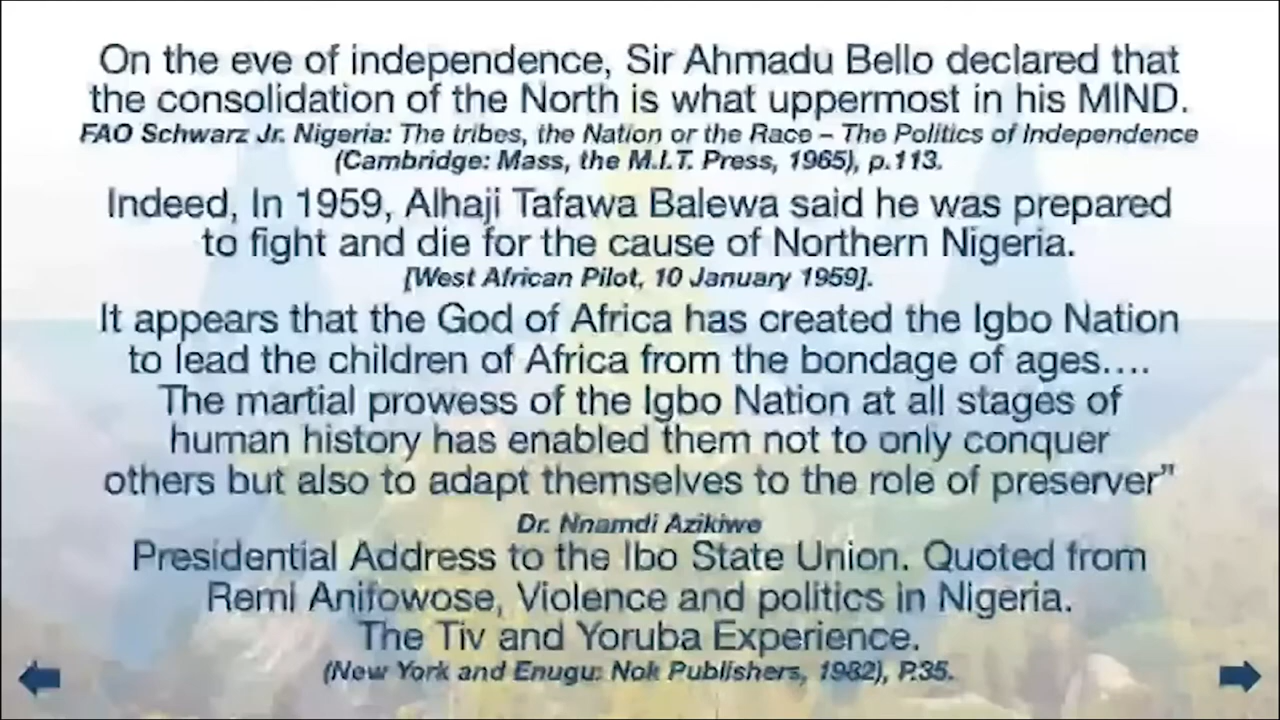 On the eve of independence, Sir Ahmadu Bello declared that
the consolidation of the North is what uppermost in his MIND.
FAO Schwarz Jr. Nigeria: The tribes, the Nation or the Race – The Politics of Independence
(Cambridge: Mass, the M.I.T. Press, 1965), p.113.
Indeed, In 1959, Alhaji Tafawa Balewa said he was prepared
to fight and die for the cause of Northern Nigeria.
[West African Pilot, 10 January 1959].
It appears that the God of Africa has created the Igbo Nation
to lead the children of Africa from the bondage of ages....
The martial prowess of the Igbo Nation at all stages of
human history has enabled them not to only conquer
others but also to adapt themselves to the role of preserver"
Dr. Nnamdi Azikiwe
Presidential Address to the Ibo State Union. Quoted from
Remi Anifowose, Violence and politics in Nigeria.
The Tiv and Yoruba Experience.
(New York and Enugu: Nok Publishers, 1982), P.35.